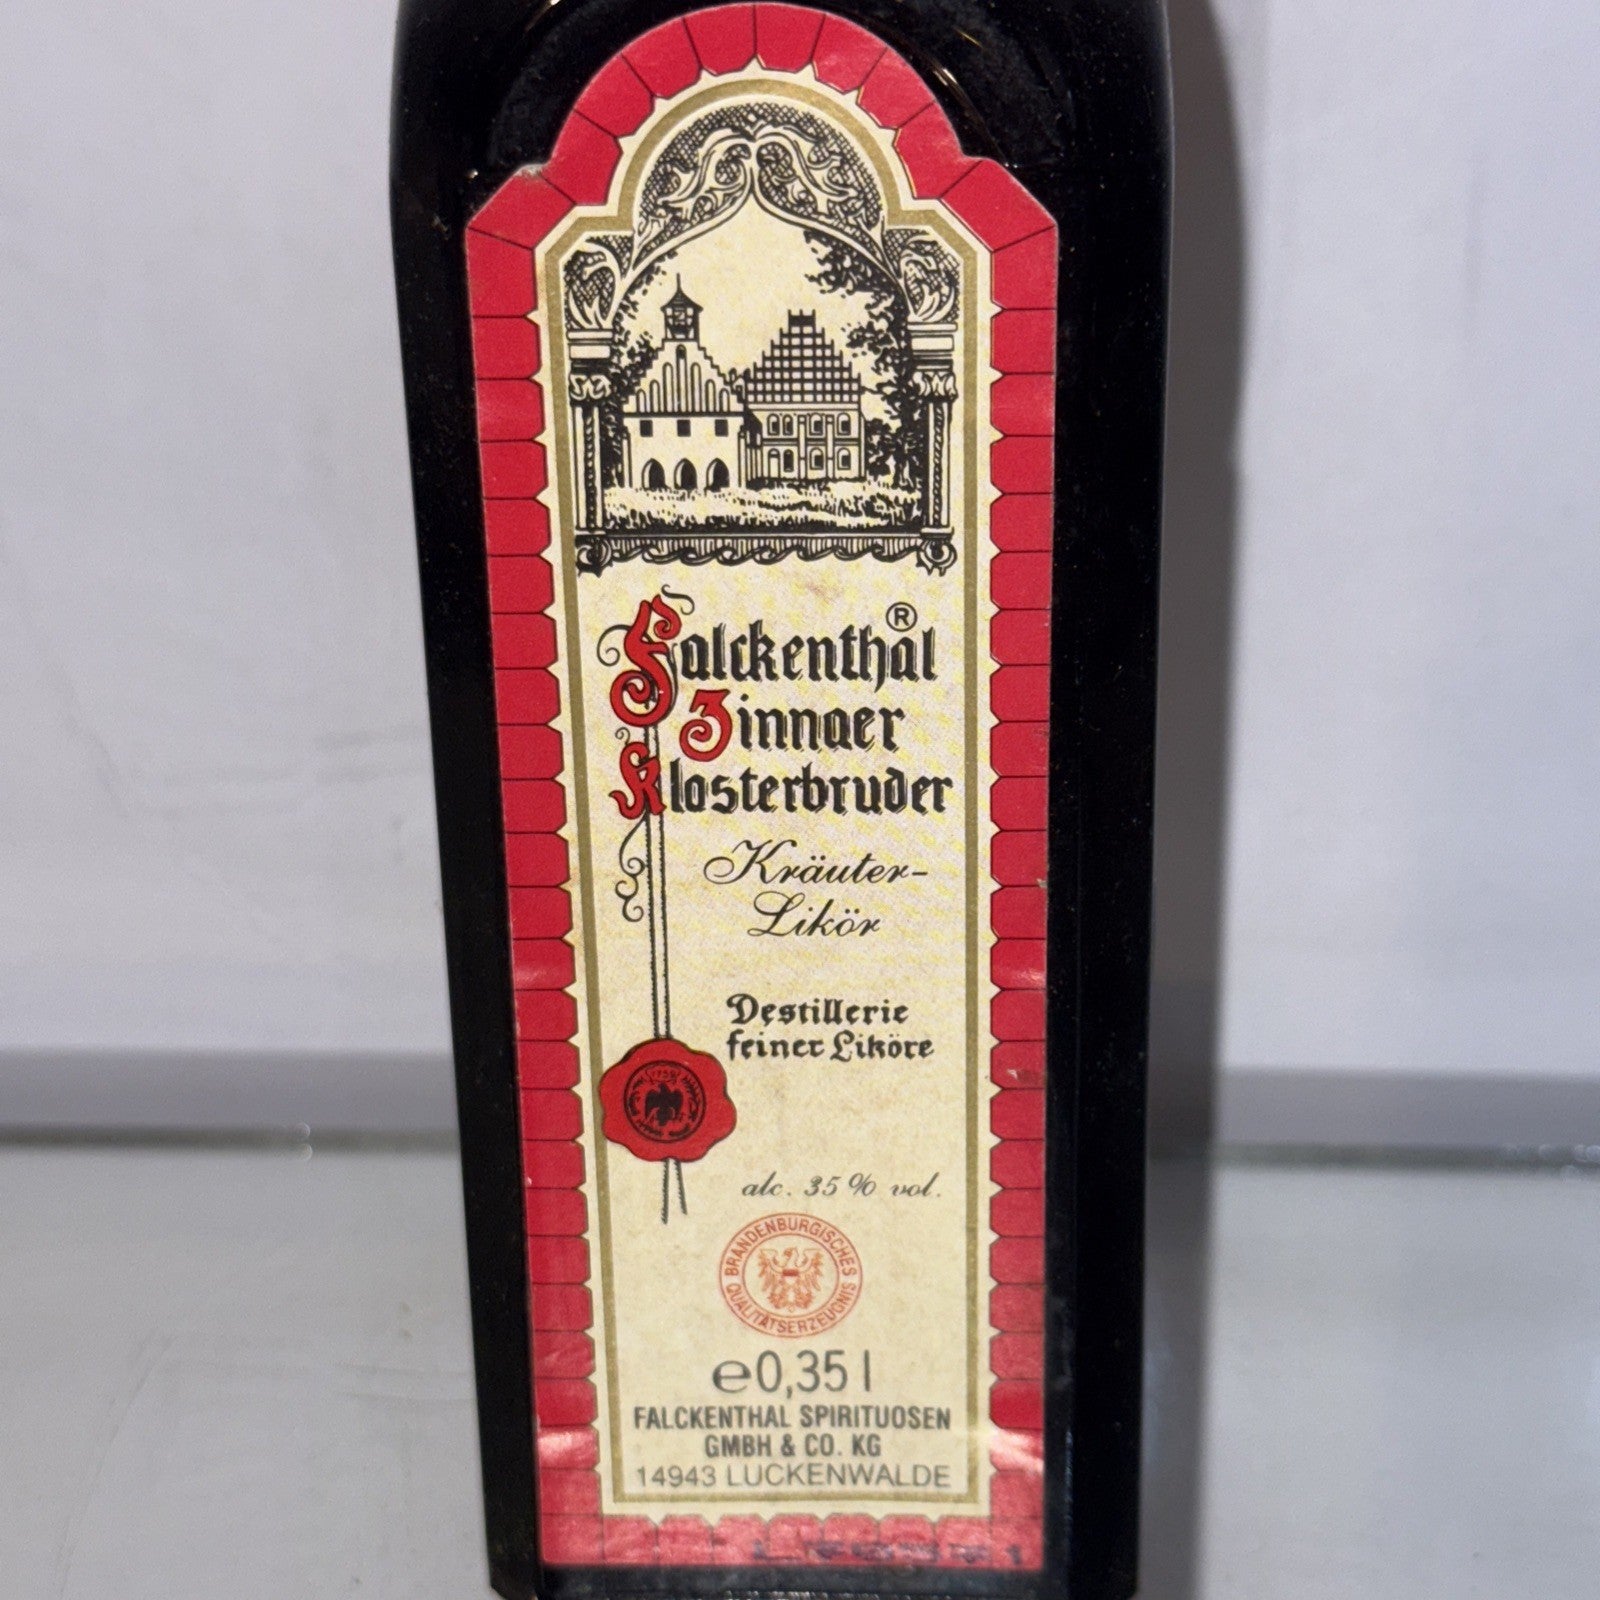 Falckenthal®
Zinnaer
Klosterbruder
Kräuter-
Likör
Destillerie
feiner Liköre
alc. 35% vol.
BRANDENBURGISCHES
QUALITÄTSERZEUGNIS
e0,35 l
FALCKENTHAL SPIRITUOSEN
GMBH & CO. KG
14943 LUCKENWALDE